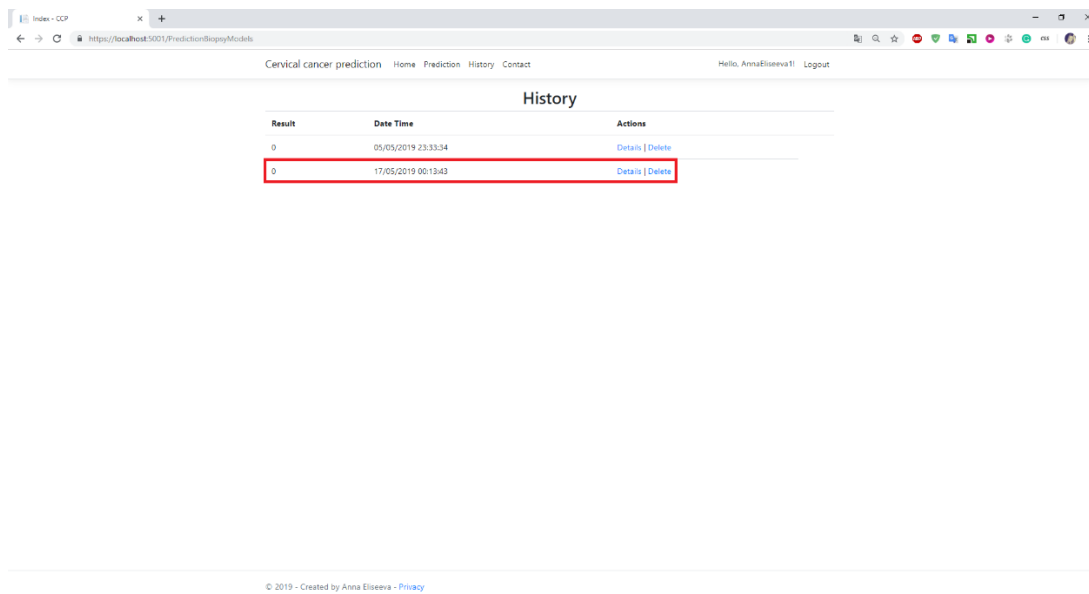 Index - CCP
https://localhost:5001/PredictionBiopsyModels
Cervical cancer prediction Home Prediction History Contact Hello, AnnaEliseeva1! Logout
History
Result Date Time Actions
0 05/05/2019 23:33:34 Details | Delete
0 17/05/2019 00:13:43 Details | Delete
© 2019 - Created by Anna Eliseeva - Privacy